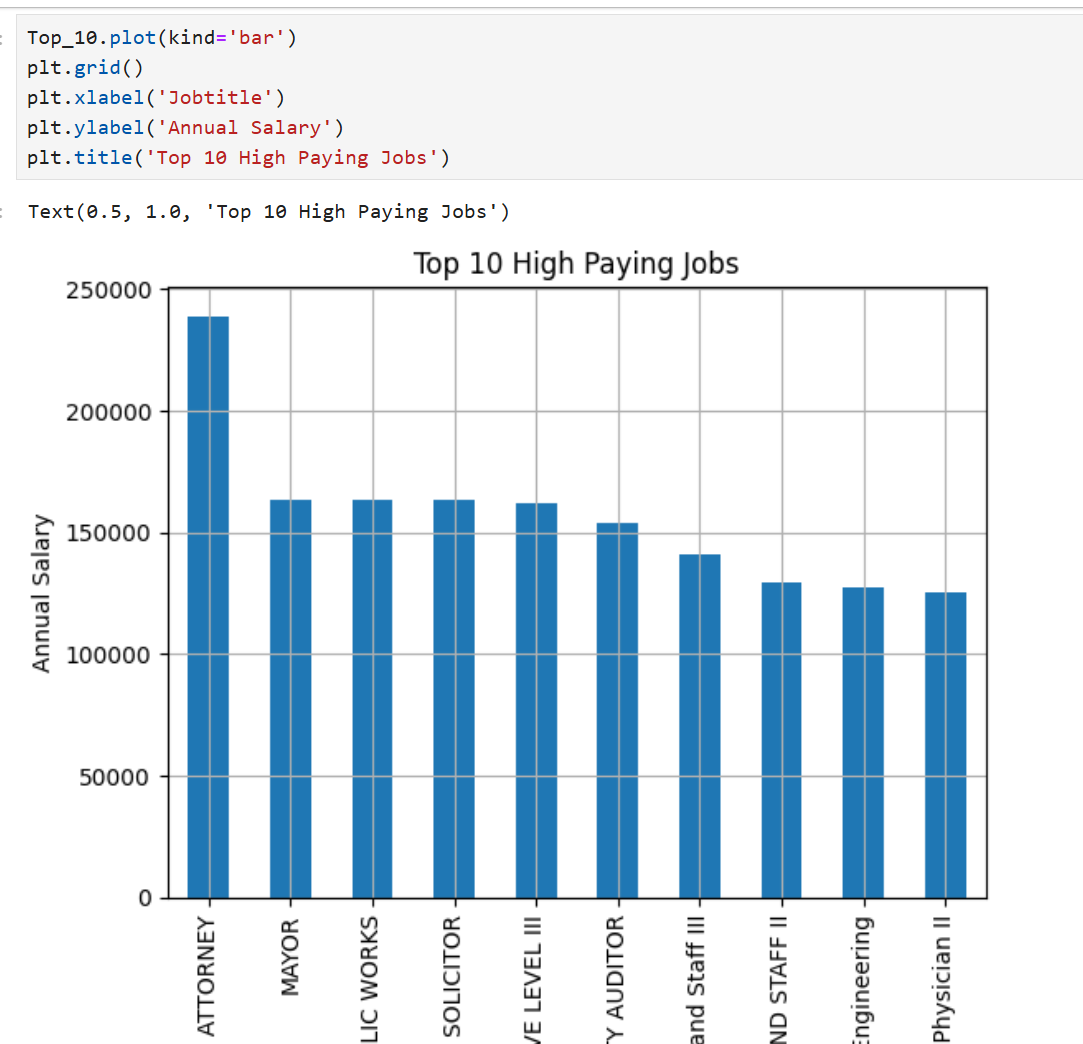 Top_10.plot(kind='bar')
plt.grid()
plt.xlabel('Jobtitle')
plt.ylabel('Annual Salary')
plt.title('Top 10 High Paying Jobs')
Text(0.5, 1.0, 'Top 10 High Paying Jobs')
Top 10 High Paying Jobs
250000
200000
150000
100000
50000
0
Annual Salary
ATTORNEY
MAYOR
LIC WORKS
SOLICITOR
VE LEVEL III
Y AUDITOR
and Staff III
ND STAFF II
Engineering
Physician II